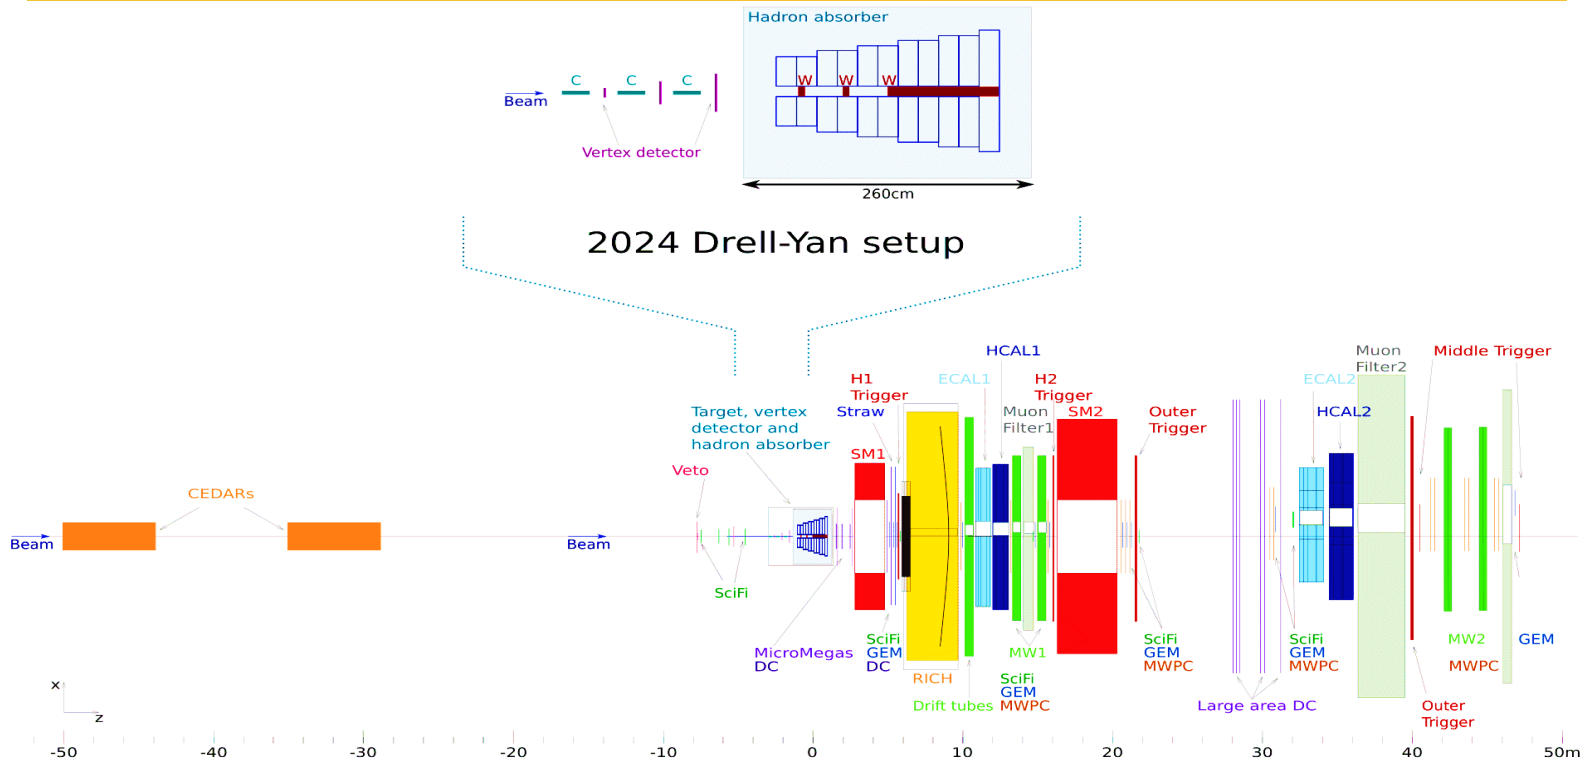 Hadron absorber
C C C
W W W
Beam
Vertex detector
260cm
2024 Drell-Yan setup
HCAL1
Muon
Filter2
Middle Trigger
H1
Trigger
ECAL1
H2
Trigger
ECAL2
Target, vertex
detector and
hadron absorber
Straw
Muon
Filter1
SM2
Outer
Trigger
HCAL2
SM1
Veto
CEDARs
Beam
Beam
SciFi
MicroMegas
DC
SciFi
GEM
DC
RICH
Drift tubes
MW1
SciFi
GEM
MWPC
SciFi
GEM
MWPC
SciFi
GEM
MWPC
Large area DC
MW2
MWPC
GEM
Outer
Trigger
x
z
-50 -40 -30 -20 -10 0 10 20 30 40 50m